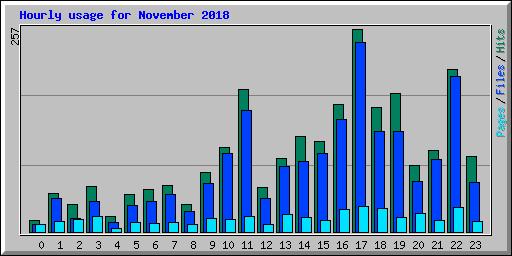 Hourly usage for November 2018
257
Pages/Files/Hits
0 1 2 3 4 5 6 7 8 9 10 11 12 13 14 15 16 17 18 19 20 21 22 23